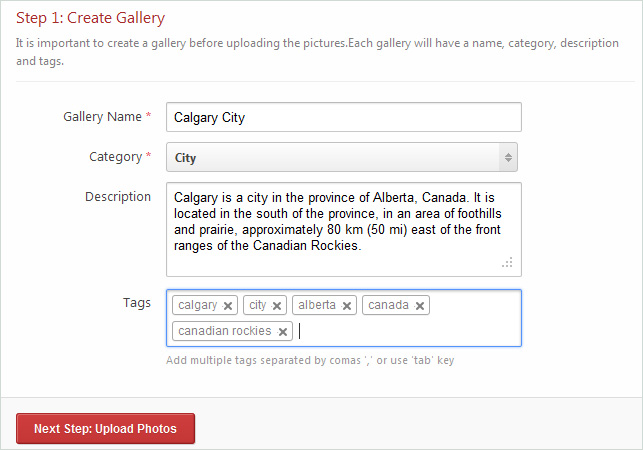 Step 1: Create Gallery
It is important to create a gallery before uploading the pictures.Each gallery will have a name, category, description
and tags.
Gallery Name * Calgary City
Category * City
Description
Calgary is a city in the province of Alberta, Canada. It is
located in the south of the province, in an area of foothills
and prairie, approximately 80 km (50 mi) east of the front
ranges of the Canadian Rockies.
Tags calgary city alberta canada
canadian rockies
Add multiple tags separated by comas ',' or use 'tab' key
Next Step: Upload Photos